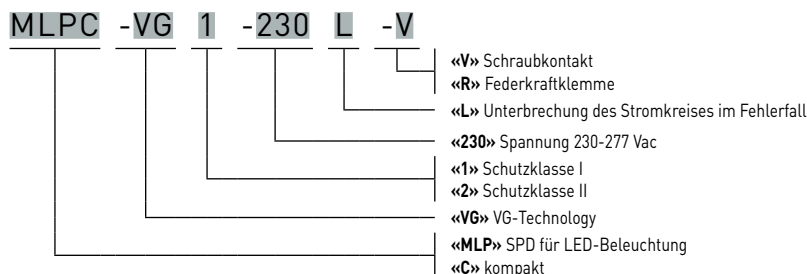 MLPC -VG 1 -230 L -V
«V» Schraubkontakt
«R» Federkraftklemme
«L» Unterbrechung des Stromkreises im Fehlerfall
«230» Spannung 230-277 Vac
«1» Schutzklasse I
«2» Schutzklasse II
«VG» VG-Technology
«MLP» SPD für LED-Beleuchtung
«C» kompakt